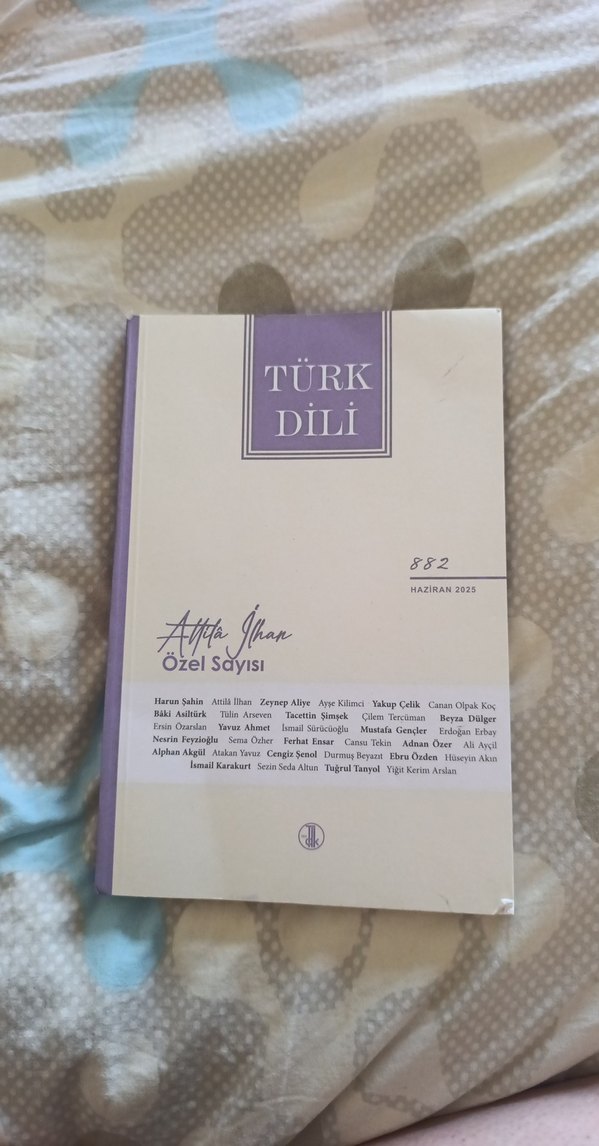 TÜRK
DİLİ
882
HAZİRAN 2025
Attilâ İlhan
Özel Sayısı
Harun Şahin Attilâ İlhan Zeynep Aliye Ayşe Kilimci Yakup Çelik Canan Olpak Koç
Bâki Asiltürk Tülin Arseven Tacettin Şimşek Çilem Tercüman Beyza Dülger
Ersin Özarslan Yavuz Ahmet İsmail Sürücüoğlu Mustafa Gençler Erdoğan Erbay
Nesrin Feyzioğlu Sema Özher Ferhat Ensar Cansu Tekin Adnan Özer Ali Ayçil
Alphan Akgül Atakan Yavuz Cengiz Şenol Durmuş Beyazıt Ebru Özden Hüseyin Akın
İsmail Karakurt Sezin Seda Altun Tuğrul Tanyol Yiğit Kerim Arslan